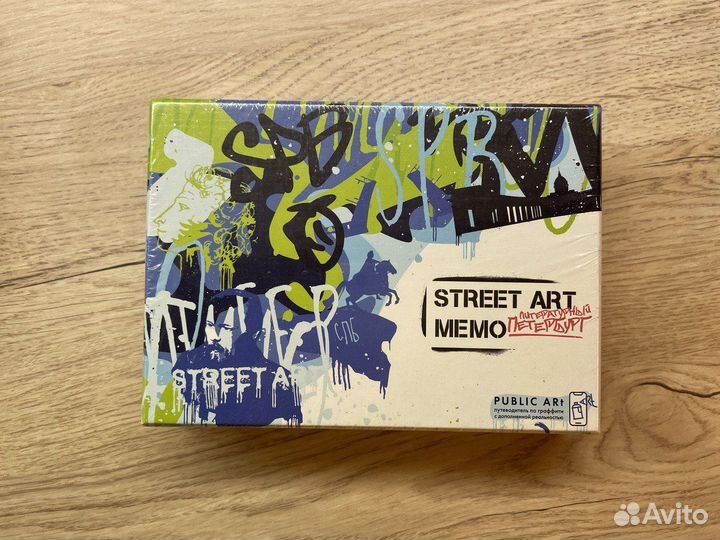 SPB
SPB
СПБ
STREET AR
STREET ART
MEMO
ЛИТЕРАТУРНЫЙ
ПЕТЕРБУРГ
PUBLIC ARt
путеводитель по граффити
с дополненной реальностью
Avito